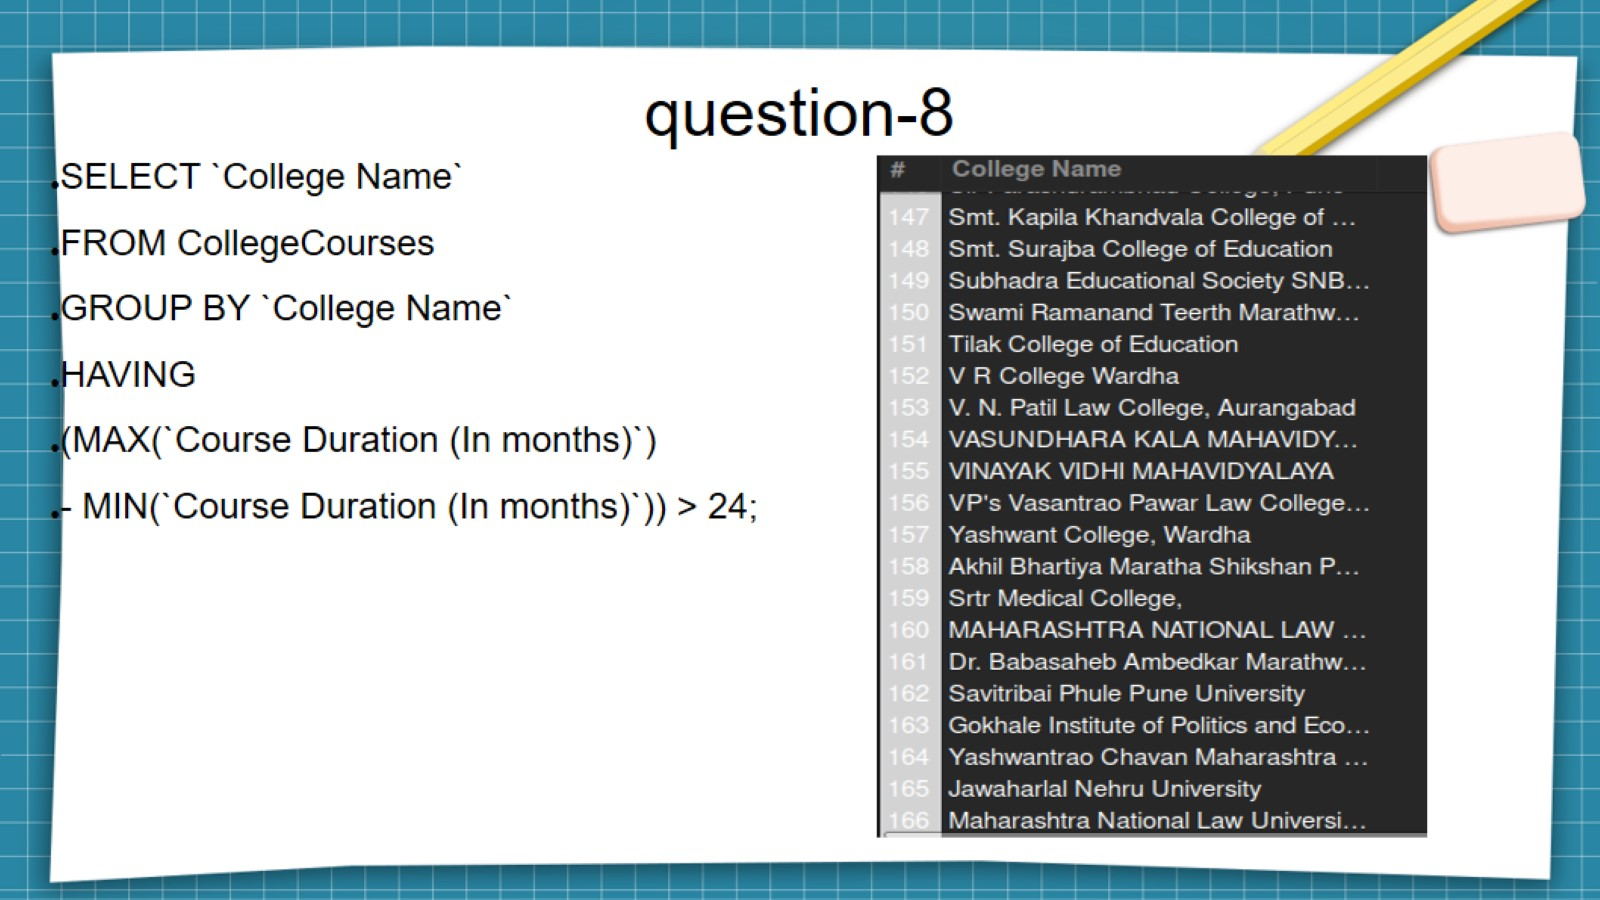 question-8
SELECT `College Name`
FROM CollegeCourses
GROUP BY `College Name`
HAVING
(MAX(`Course Duration (In months)`)
- MIN(`Course Duration (In months)`)) > 24;
# College Name
147 Smt. Kapila Khandvala College of …
148 Smt. Surajba College of Education
149 Subhadra Educational Society SNB…
150 Swami Ramanand Teerth Marathw…
151 Tilak College of Education
152 V R College Wardha
153 V. N. Patil Law College, Aurangabad
154 VASUNDHARA KALA MAHAVIDY…
155 VINAYAK VIDHI MAHAVIDYALAYA
156 VP's Vasantrao Pawar Law College…
157 Yashwant College, Wardha
158 Akhil Bhartiya Maratha Shikshan P…
159 Srtr Medical College,
160 MAHARASHTRA NATIONAL LAW …
161 Dr. Babasaheb Ambedkar Marathw…
162 Savitribai Phule Pune University
163 Gokhale Institute of Politics and Eco…
164 Yashwantrao Chavan Maharashtra …
165 Jawaharlal Nehru University
166 Maharashtra National Law Universi…